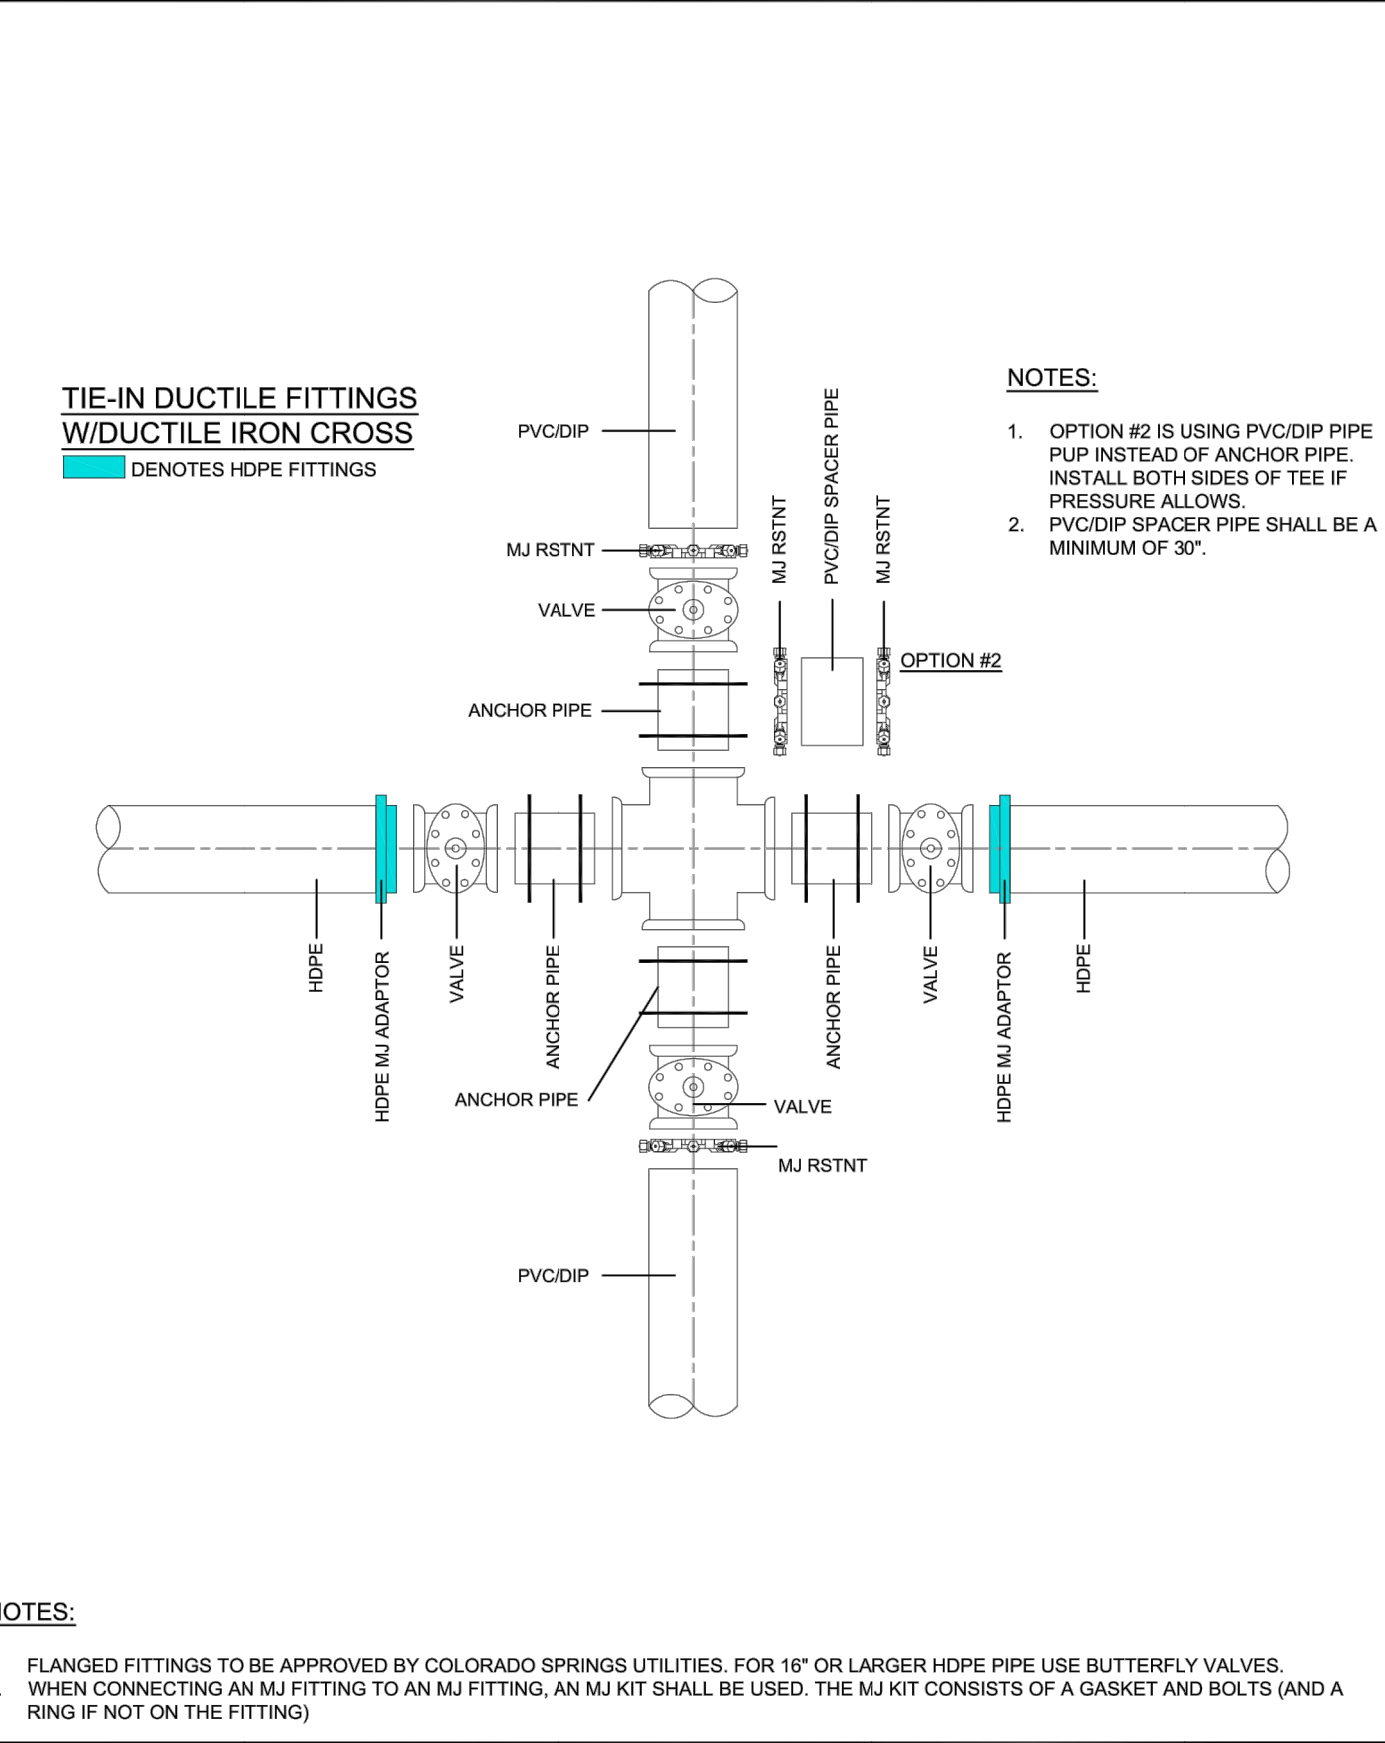 TIE-IN DUCTILE FITTINGS
W/DUCTILE IRON CROSS
DENOTES HDPE FITTINGS
NOTES:
1. OPTION #2 IS USING PVC/DIP PIPE
PUP INSTEAD OF ANCHOR PIPE.
INSTALL BOTH SIDES OF TEE IF
PRESSURE ALLOWS.
2. PVC/DIP SPACER PIPE SHALL BE A
MINIMUM OF 30".
PVC/DIP
MJ RSTNT
VALVE
ANCHOR PIPE
MJ RSTNT
PVC/DIP SPACER PIPE
MJ RSTNT
OPTION #2
HDPE
HDPE MJ ADAPTOR
VALVE
ANCHOR PIPE
ANCHOR PIPE
VALVE
HDPE MJ ADAPTOR
HDPE
ANCHOR PIPE
VALVE
MJ RSTNT
PVC/DIP
OTES:
FLANGED FITTINGS TO BE APPROVED BY COLORADO SPRINGS UTILITIES. FOR 16" OR LARGER HDPE PIPE USE BUTTERFLY VALVES.
WHEN CONNECTING AN MJ FITTING TO AN MJ FITTING, AN MJ KIT SHALL BE USED. THE MJ KIT CONSISTS OF A GASKET AND BOLTS (AND A
RING IF NOT ON THE FITTING)